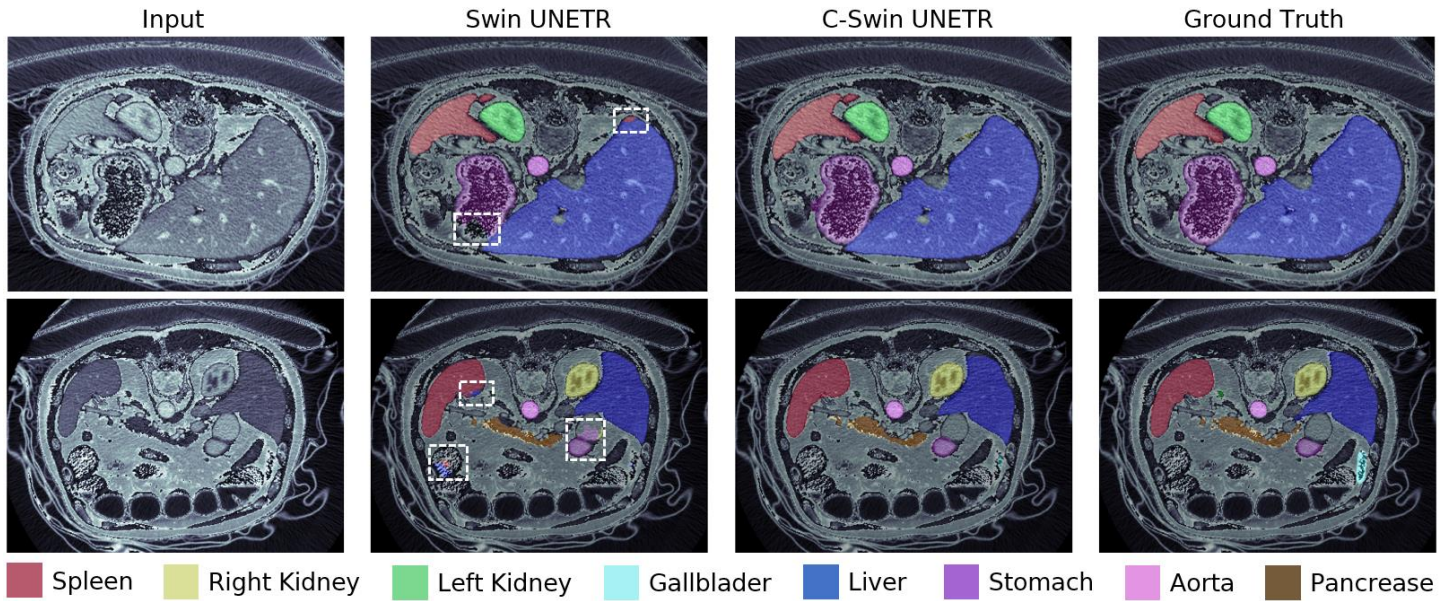 Input Swin UNETR C-Swin UNETR Ground Truth
Spleen Right Kidney Left Kidney Gallblader Liver Stomach Aorta Pancrease